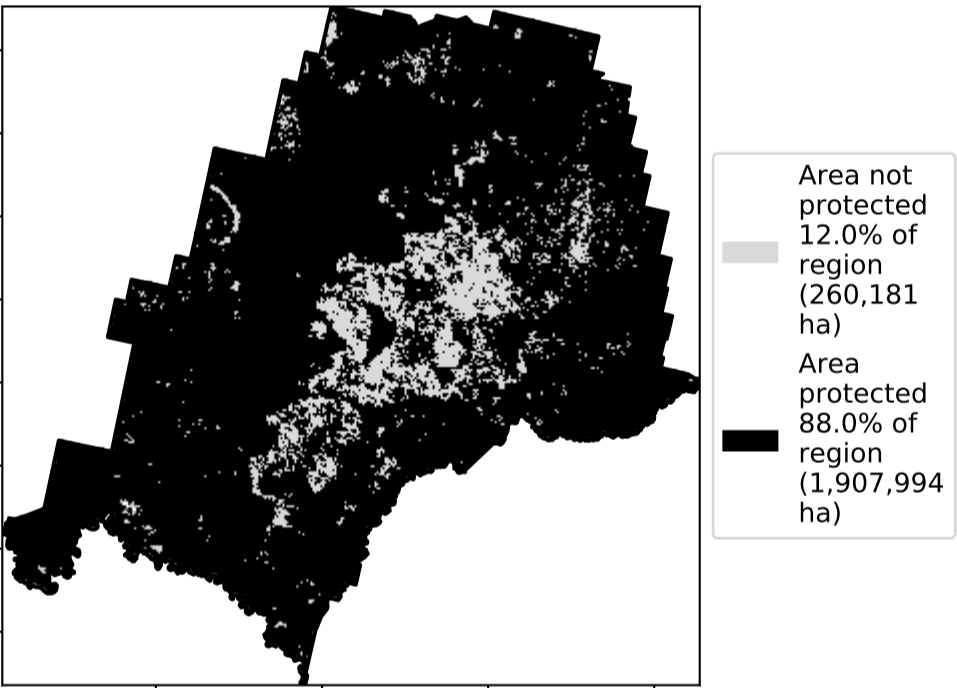 Area not
protected
12.0% of
region
(260,181
ha)
Area
protected
88.0% of
region
(1,907,994
ha)